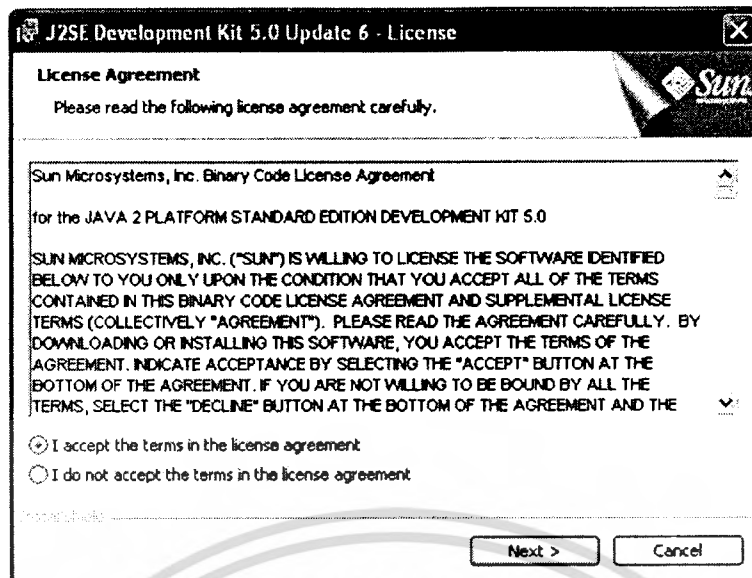 J2SE Development Kit 5.0 Update 6 - License
License Agreement
Please read the following license agreement carefully.
Sun
Sun Microsystems, Inc. Binary Code License Agreement
for the JAVA 2 PLATFORM STANDARD EDITION DEVELOPMENT KIT 5.0
SUN MICROSYSTEMS, INC. ("SUN") IS WILLING TO LICENSE THE SOFTWARE IDENTIFIED
BELOW TO YOU ONLY UPON THE CONDITION THAT YOU ACCEPT ALL OF THE TERMS
CONTAINED IN THIS BINARY CODE LICENSE AGREEMENT AND SUPPLEMENTAL LICENSE
TERMS (COLLECTIVELY "AGREEMENT"). PLEASE READ THE AGREEMENT CAREFULLY. BY
DOWNLOADING OR INSTALLING THIS SOFTWARE, YOU ACCEPT THE TERMS OF THE
AGREEMENT. INDICATE ACCEPTANCE BY SELECTING THE "ACCEPT" BUTTON AT THE
BOTTOM OF THE AGREEMENT. IF YOU ARE NOT WILLING TO BE BOUND BY ALL THE
TERMS, SELECT THE "DECLINE" BUTTON AT THE BOTTOM OF THE AGREEMENT AND THE
I accept the terms in the license agreement
I do not accept the terms in the license agreement
Next >
Cancel